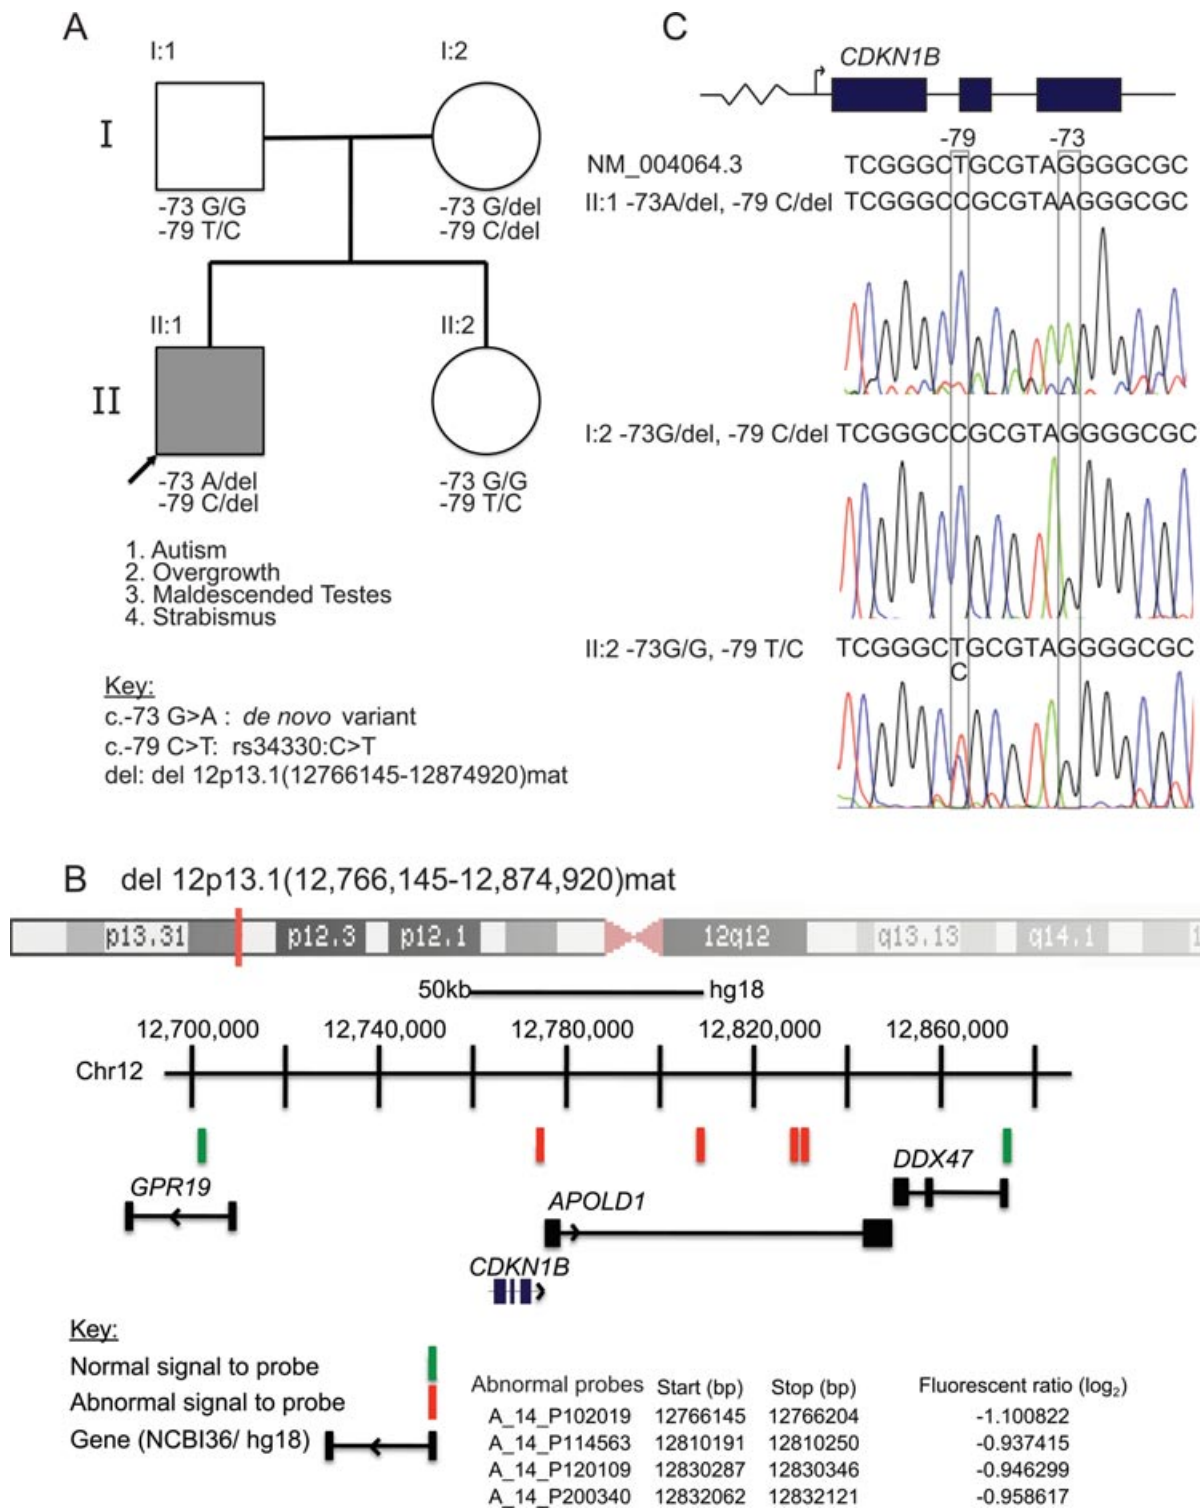 A
I:1
I:2
I
-73 G/G
-79 T/C
-73 G/del
-79 C/del
II:1
II:2
II
-73 A/del
-79 C/del
-73 G/G
-79 T/C
1. Autism
2. Overgrowth
3. Maldescended Testes
4. Strabismus
Key:
c.-73 G>A : de novo variant
c.-79 C>T: rs34330:C>T
del: del 12p13.1(12766145-12874920)mat
C
CDKN1B
-79
-73
NM_004064.3 TCGGGCTGCGTAGGGGCGC
II:1 -73A/del, -79 C/del TCGGGCCGCGTAAGGGCGC
I:2 -73G/del, -79 C/del TCGGGCCGCGTAGGGGCGC
II:2 -73G/G, -79 T/C TCGGGCTGCGTAGGGGCGC
C
B del 12p13.1(12,766,145-12,874,920)mat
p13.31 p12.3 p12.1 12q12 q13.13 q14.1 1
50kb hg18
12,700,000 12,740,000 12,780,000 12,820,000 12,860,000
Chr12
DDX47
GPR19
APOLD1
CDKN1B
Key:
Normal signal to probe
Abnormal signal to probe
Gene (NCBI36/ hg18)
Abnormal probes Start (bp) Stop (bp) Fluorescent ratio (log₂)
A_14_P102019 12766145 12766204 -1.100822
A_14_P114563 12810191 12810250 -0.937415
A_14_P120109 12830287 12830346 -0.946299
A_14_P200340 12832062 12832121 -0.958617